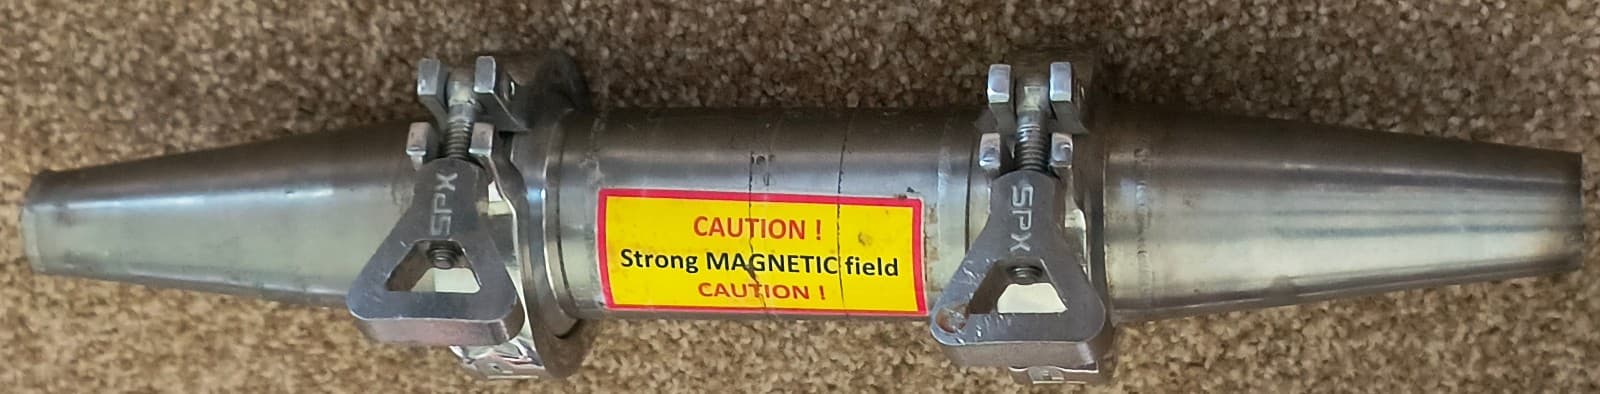 SPX
CAUTION !
Strong MAGNETIC field
CAUTION !
SPX